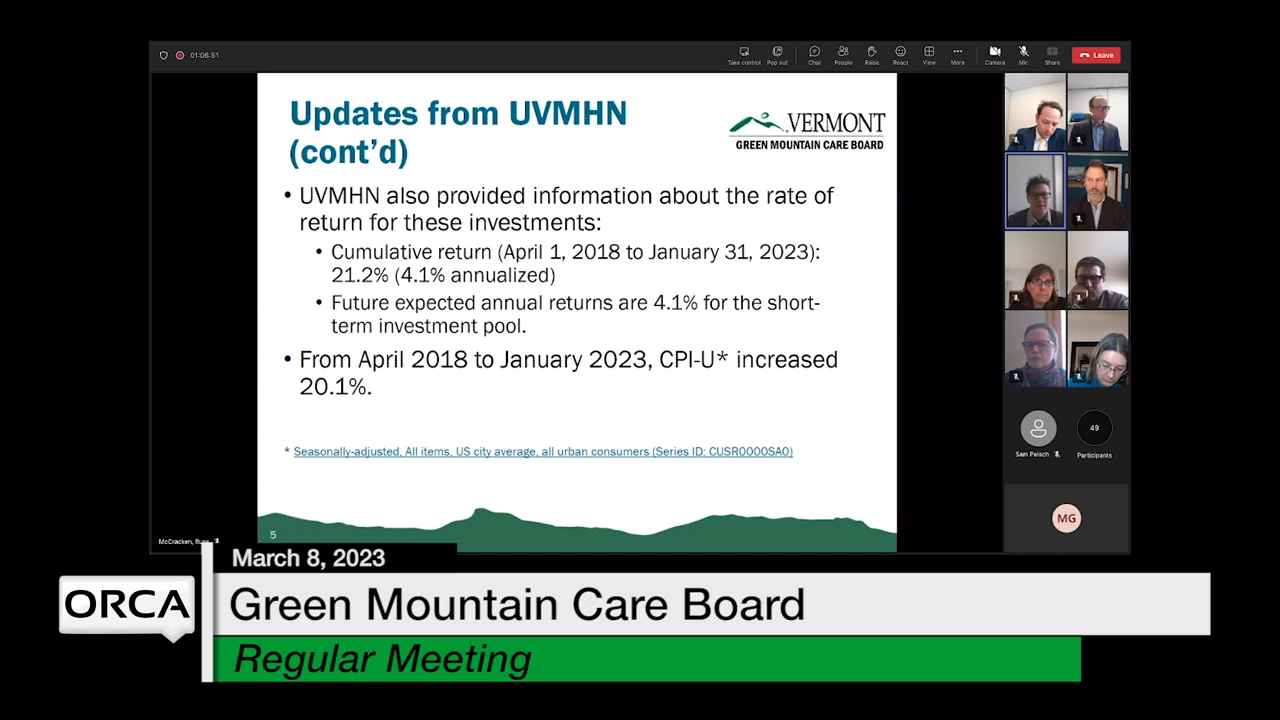 01:06:51
Take control
Pop out
Chat
People
Raise
React
View
More
Camera
Mic
Share
Leave
Updates from UVMHN
(cont'd)
VERMONT
GREEN MOUNTAIN CARE BOARD
• UVMHN also provided information about the rate of
return for these investments:
• Cumulative return (April 1, 2018 to January 31, 2023):
21.2% (4.1% annualized)
• Future expected annual returns are 4.1% for the short-
term investment pool.
• From April 2018 to January 2023, CPI-U* increased
20.1%.
* Seasonally-adjusted, All items, US city average, all urban consumers (Series ID: CUSR0000SA0)
5
49
Sam Peisch
Participants
MG
McCracken,
March 8, 2023
ORCA
Green Mountain Care Board
Regular Meeting